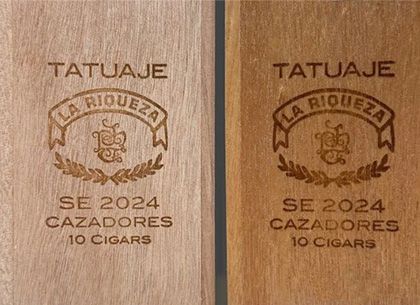 TATUAJE
LA RIQUEZA
SE 2024
CAZADORES
10 CIGARS
TATUAJE
LA RIQUEZA
SE 2024
CAZADORES
10 CIGARS